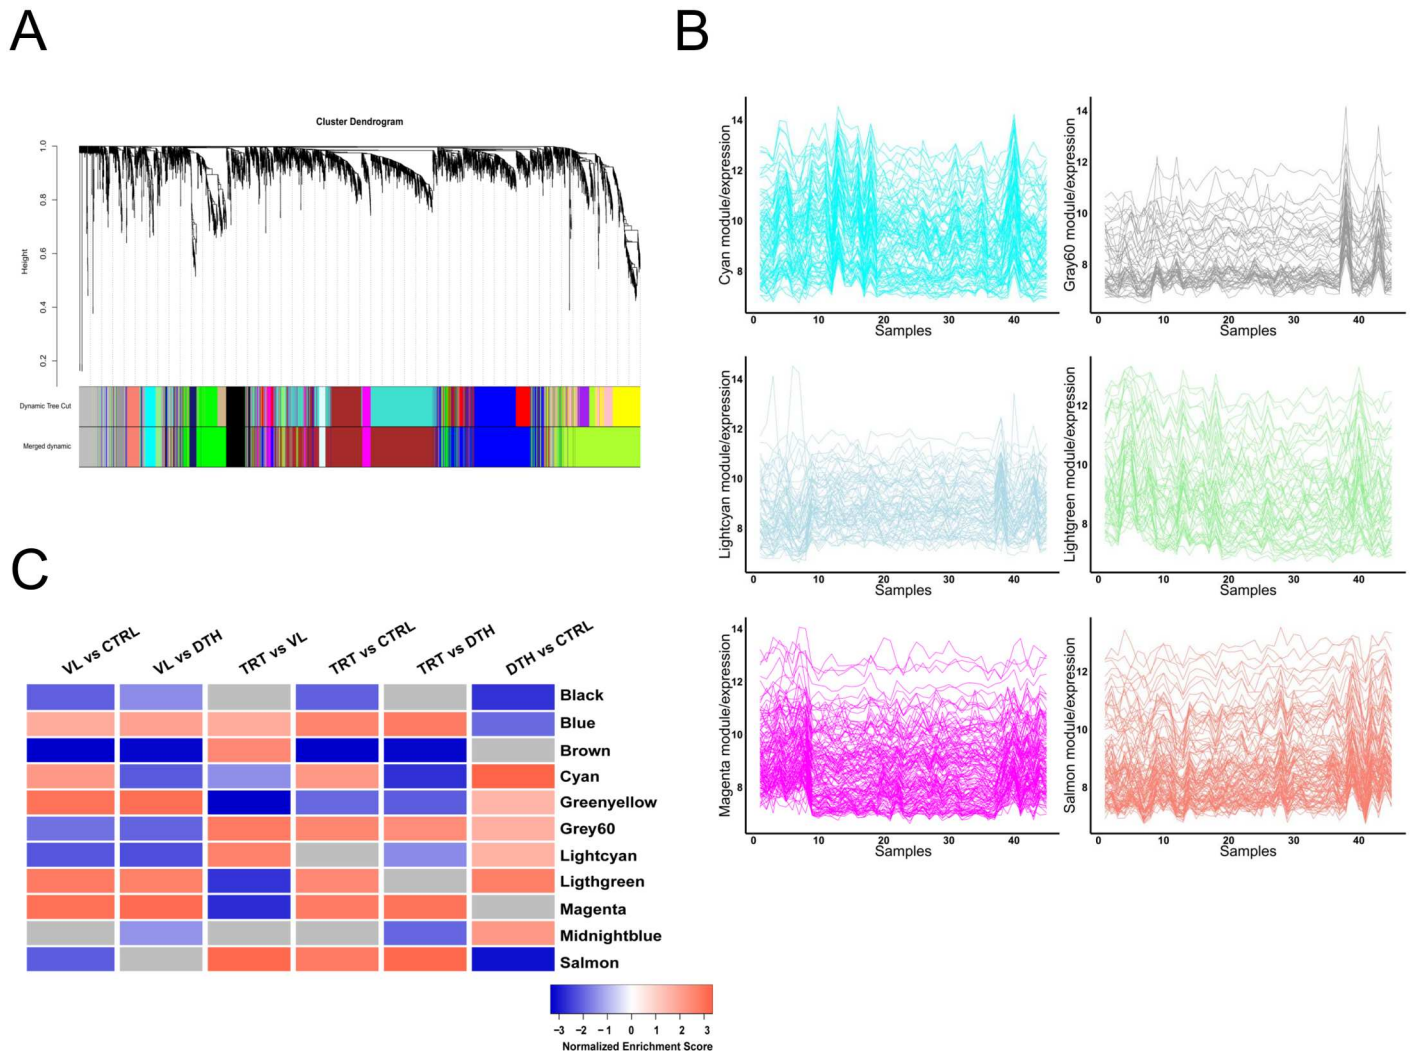 A
B
Cluster Dendrogram
Height
1.0
0.8
0.6
0.4
0.2
Dynamic Tree Cut
Merged dynamic
Cyan module/expression
14
12
10
8
0 10 20 30 40
Samples
Gray60 module/expression
14
12
10
8
0 10 20 30 40
Samples
Lightcyan module/expression
14
12
10
8
0 10 20 30 40
Samples
Lightgreen module/expression
12
10
8
0 10 20 30 40
Samples
Magenta module/expression
14
12
10
8
0 10 20 30 40
Samples
Salmon module/expression
12
10
8
0 10 20 30 40
Samples
C
VL vs CTRL
VL vs DTH
TRT vs VL
TRT vs CTRL
TRT vs DTH
DTH vs CTRL
Black
Blue
Brown
Cyan
Greenyellow
Grey60
Lightcyan
Ligthgreen
Magenta
Midnightblue
Salmon
−3 −2 −1 0 1 2 3
Normalized Enrichment Score